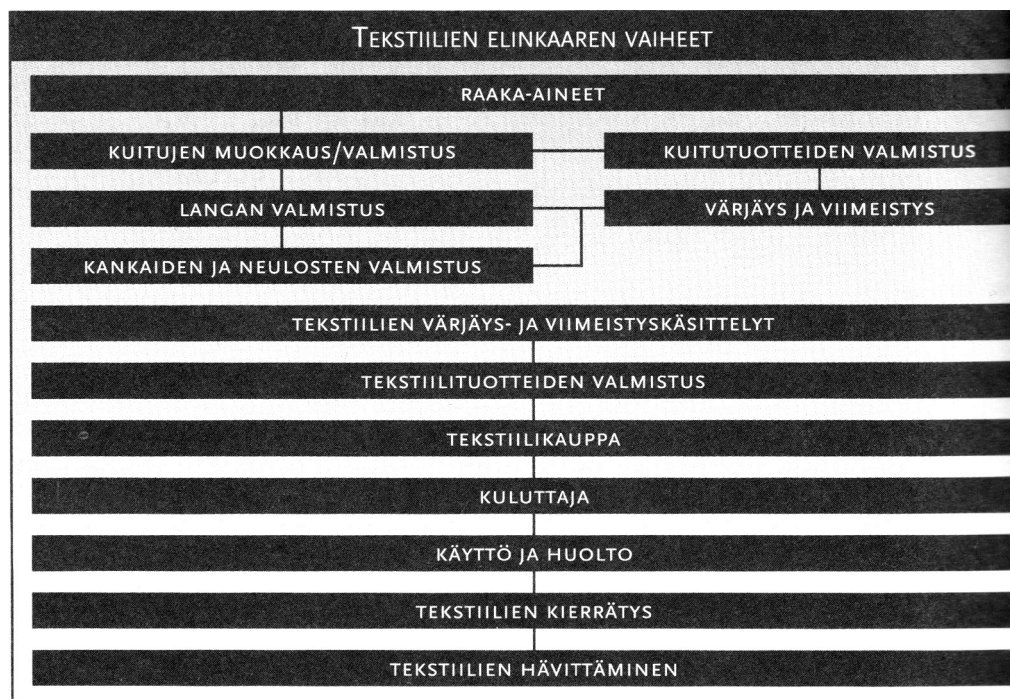 TEKSTIILIEN ELINKAAREN VAIHEET
RAAKA-AINEET
KUITUJEN MUOKKAUS/VALMISTUS
KUITUTUOTTEIDEN VALMISTUS
LANGAN VALMISTUS
VÄRJÄYS JA VIIMEISTYS
KANKAIDEN JA NEULOSTEN VALMISTUS
TEKSTIILIEN VÄRJÄYS- JA VIIMEISTYSKÄSITTELYT
TEKSTIILITUOTTEIDEN VALMISTUS
TEKSTIILIKAUPPA
KULUTTAJA
KÄYTTÖ JA HUOLTO
TEKSTIILIEN KIERRÄTYS
TEKSTIILIEN HÄVITTÄMINEN